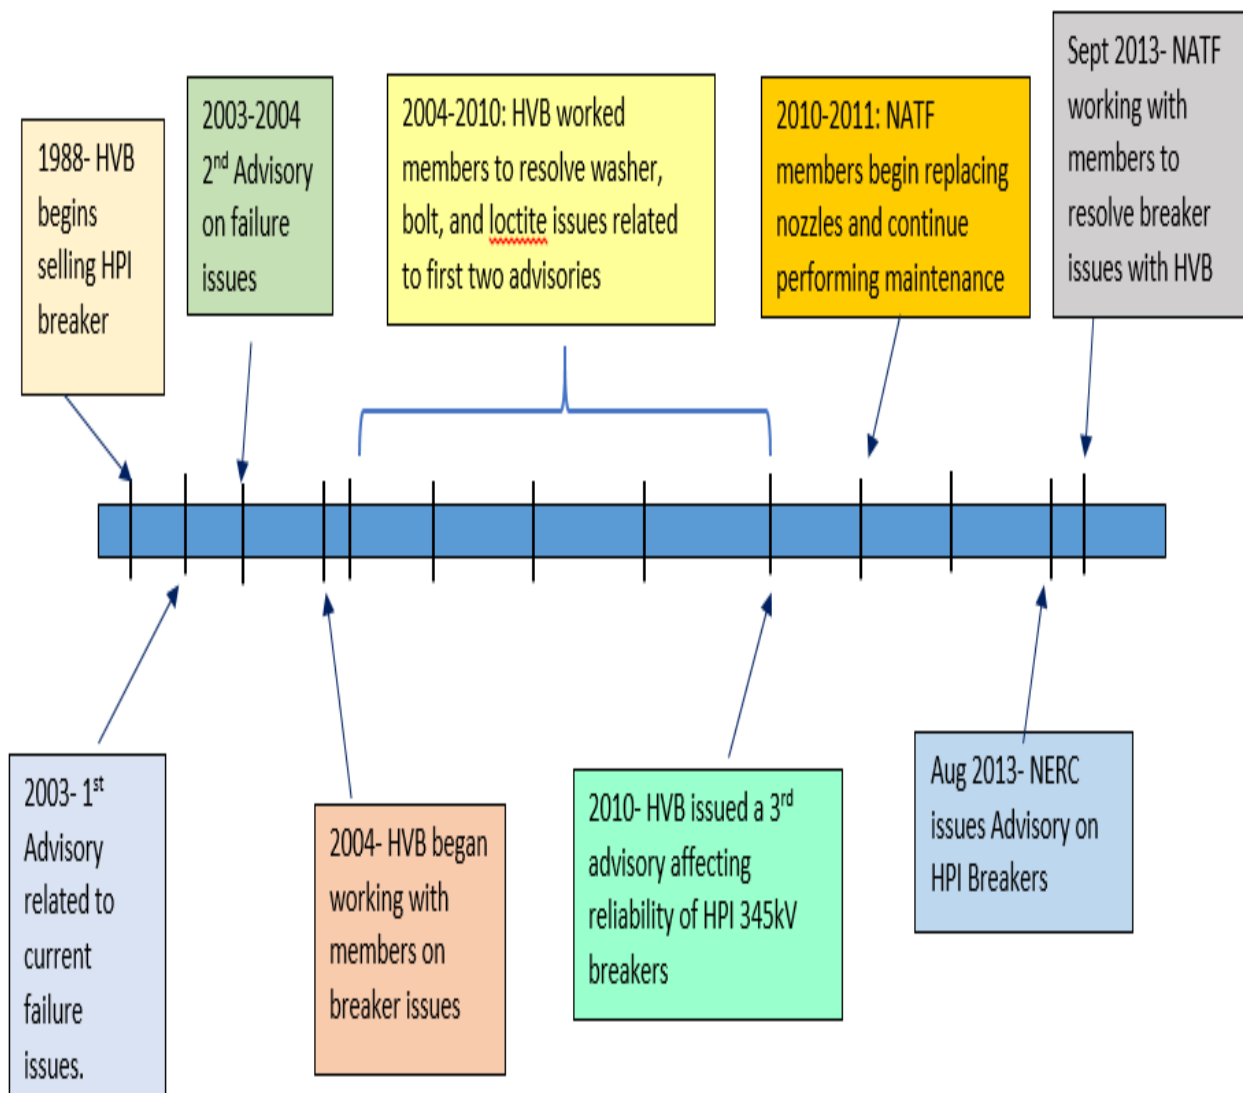 1988- HVB
begins
selling HPI
breaker
2003-2004
2nd Advisory
on failure
issues
2004-2010: HVB worked
members to resolve washer,
bolt, and loctite issues related
to first two advisories
2010-2011: NATF
members begin replacing
nozzles and continue
performing maintenance
Sept 2013- NATF
working with
members to
resolve breaker
issues with HVB
2003- 1st
Advisory
related to
current
failure
issues.
2004- HVB began
working with
members on
breaker issues
2010- HVB issued a 3rd
advisory affecting
reliability of HPI 345kV
breakers
Aug 2013- NERC
issues Advisory on
HPI Breakers